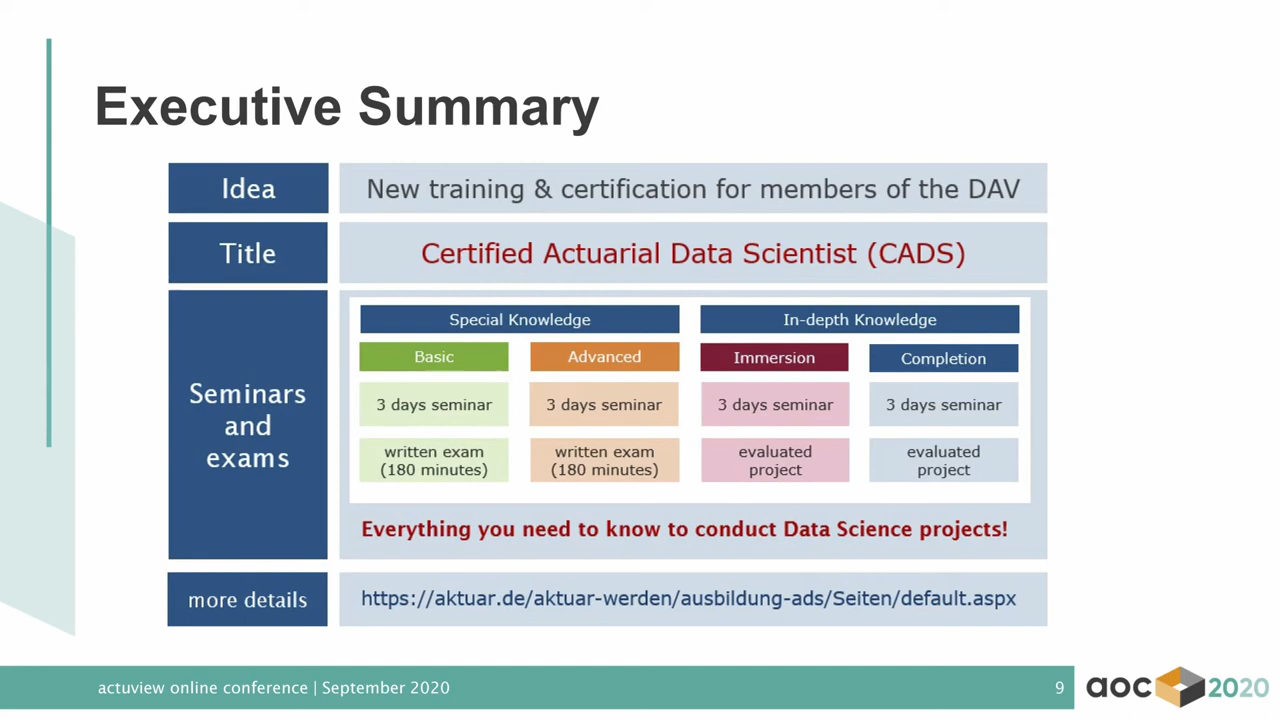 Executive Summary
Idea
New training & certification for members of the DAV
Title
Certified Actuarial Data Scientist (CADS)
Seminars
and
exams
Special Knowledge
In-depth Knowledge
Basic
Advanced
Immersion
Completion
3 days seminar
3 days seminar
3 days seminar
3 days seminar
written exam
(180 minutes)
written exam
(180 minutes)
evaluated
project
evaluated
project
Everything you need to know to conduct Data Science projects!
more details
https://aktuar.de/aktuar-werden/ausbildung-ads/Seiten/default.aspx
actuview online conference | September 2020
9
aoc 2020